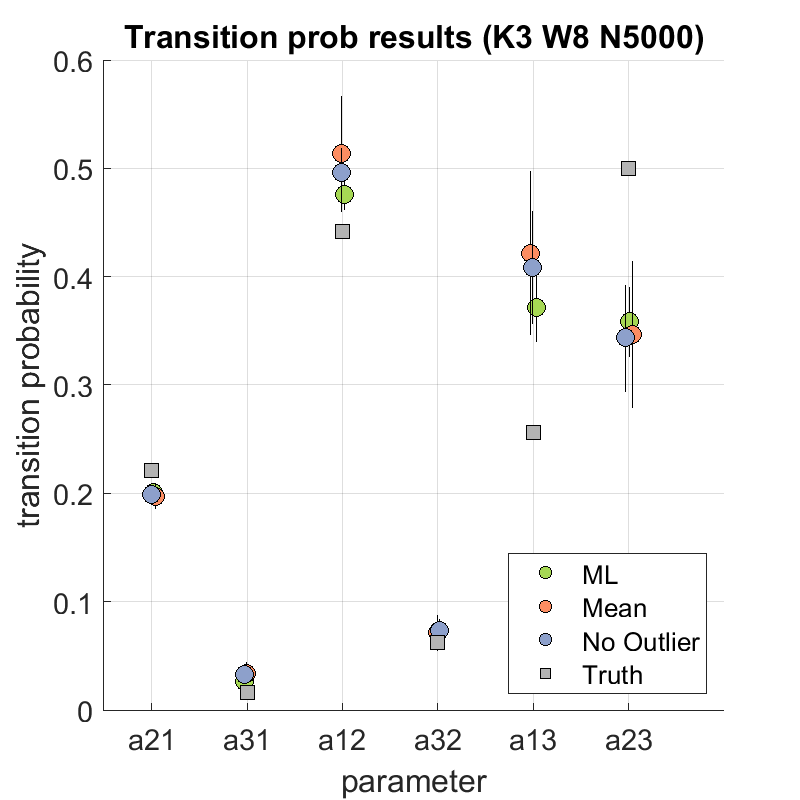 Transition prob results (K3 W8 N5000)
0.6
0.5
0.4
0.3
0.2
0.1
0
transition probability
a21 a31 a12 a32 a13 a23
parameter
ML
Mean
No Outlier
Truth